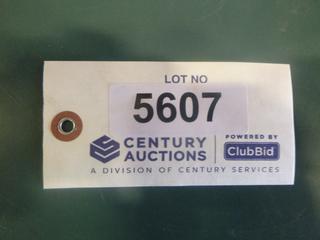 LOT NO
5607
CENTURY AUCTIONS
POWERED BY
ClubBid
A DIVISION OF CENTURY SERVICES